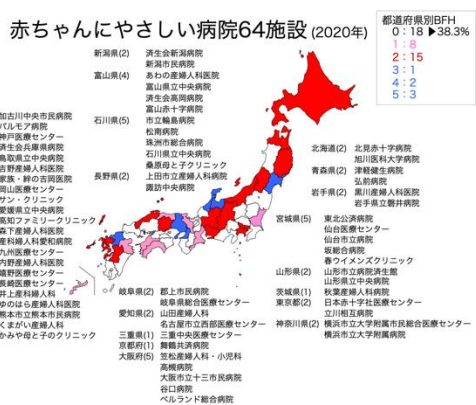 赤ちゃんにやさしい病院64施設 (2020年)
都道府県別BFH
0：18 ▶38.3%
1：8
2：15
3：1
4：2
5：3
新潟県(2) 済生会新潟病院
新潟市民病院
富山県(4) あわの産婦人科医院
富山県立中央病院
済生会高岡病院
富山赤十字病院
石川県(5) 市立輪島病院
松南病院
珠洲市総合病院
石川県立中央病院
桑原母と子クリニック
長野県(2) 上田市立産婦人科病院
諏訪中央病院
加古川中央市民病院
パルモア病院
神戸医療センター
済生会兵庫県病院
鳥取県立中央病院
吉野産婦人科医院
家族・絆の吉岡医院
岡山医療センター
サン・クリニック
愛媛県立中央病院
高知ファミリークリニック
森下産婦人科医院
産科婦人科愛和病院
九州医療センター
内野産婦人科医院
嬉野医療センター
長崎医療センター
井上産科婦人科
ゆのはら産婦人科医院
熊本市立熊本市民病院
くまがい産婦人科
かみや母と子のクリニック
北海道(2) 北見赤十字病院
旭川医科大学病院
青森県(2) 津軽健生病院
弘前病院
岩手県(2) 黒川産婦人科医院
岩手県立磐井病院
宮城県(5) 東北公済病院
仙台医療センター
仙台市立病院
坂総合病院
春ウイメンズクリニック
山形県(2) 山形市立病院済生館
山形県立中央病院
茨城県(1) 秋葉産婦人科病院
東京都(2) 日本赤十字社医療センター
立川相互病院
神奈川県(2) 横浜市立大学附属市民総合医療センター
横浜市立大学附属病院
岐阜県(2) 郡上市民病院
岐阜県総合医療センター
愛知県(2) 山田産婦人科
名古屋市立西部医療センター
三重県(1) 三重中央医療センター
京都府(1) 舞鶴共済病院
大阪府(5) 笠松産婦人科・小児科
高槻病院
大阪市立十三市民病院
谷口病院
ベルランド総合病院